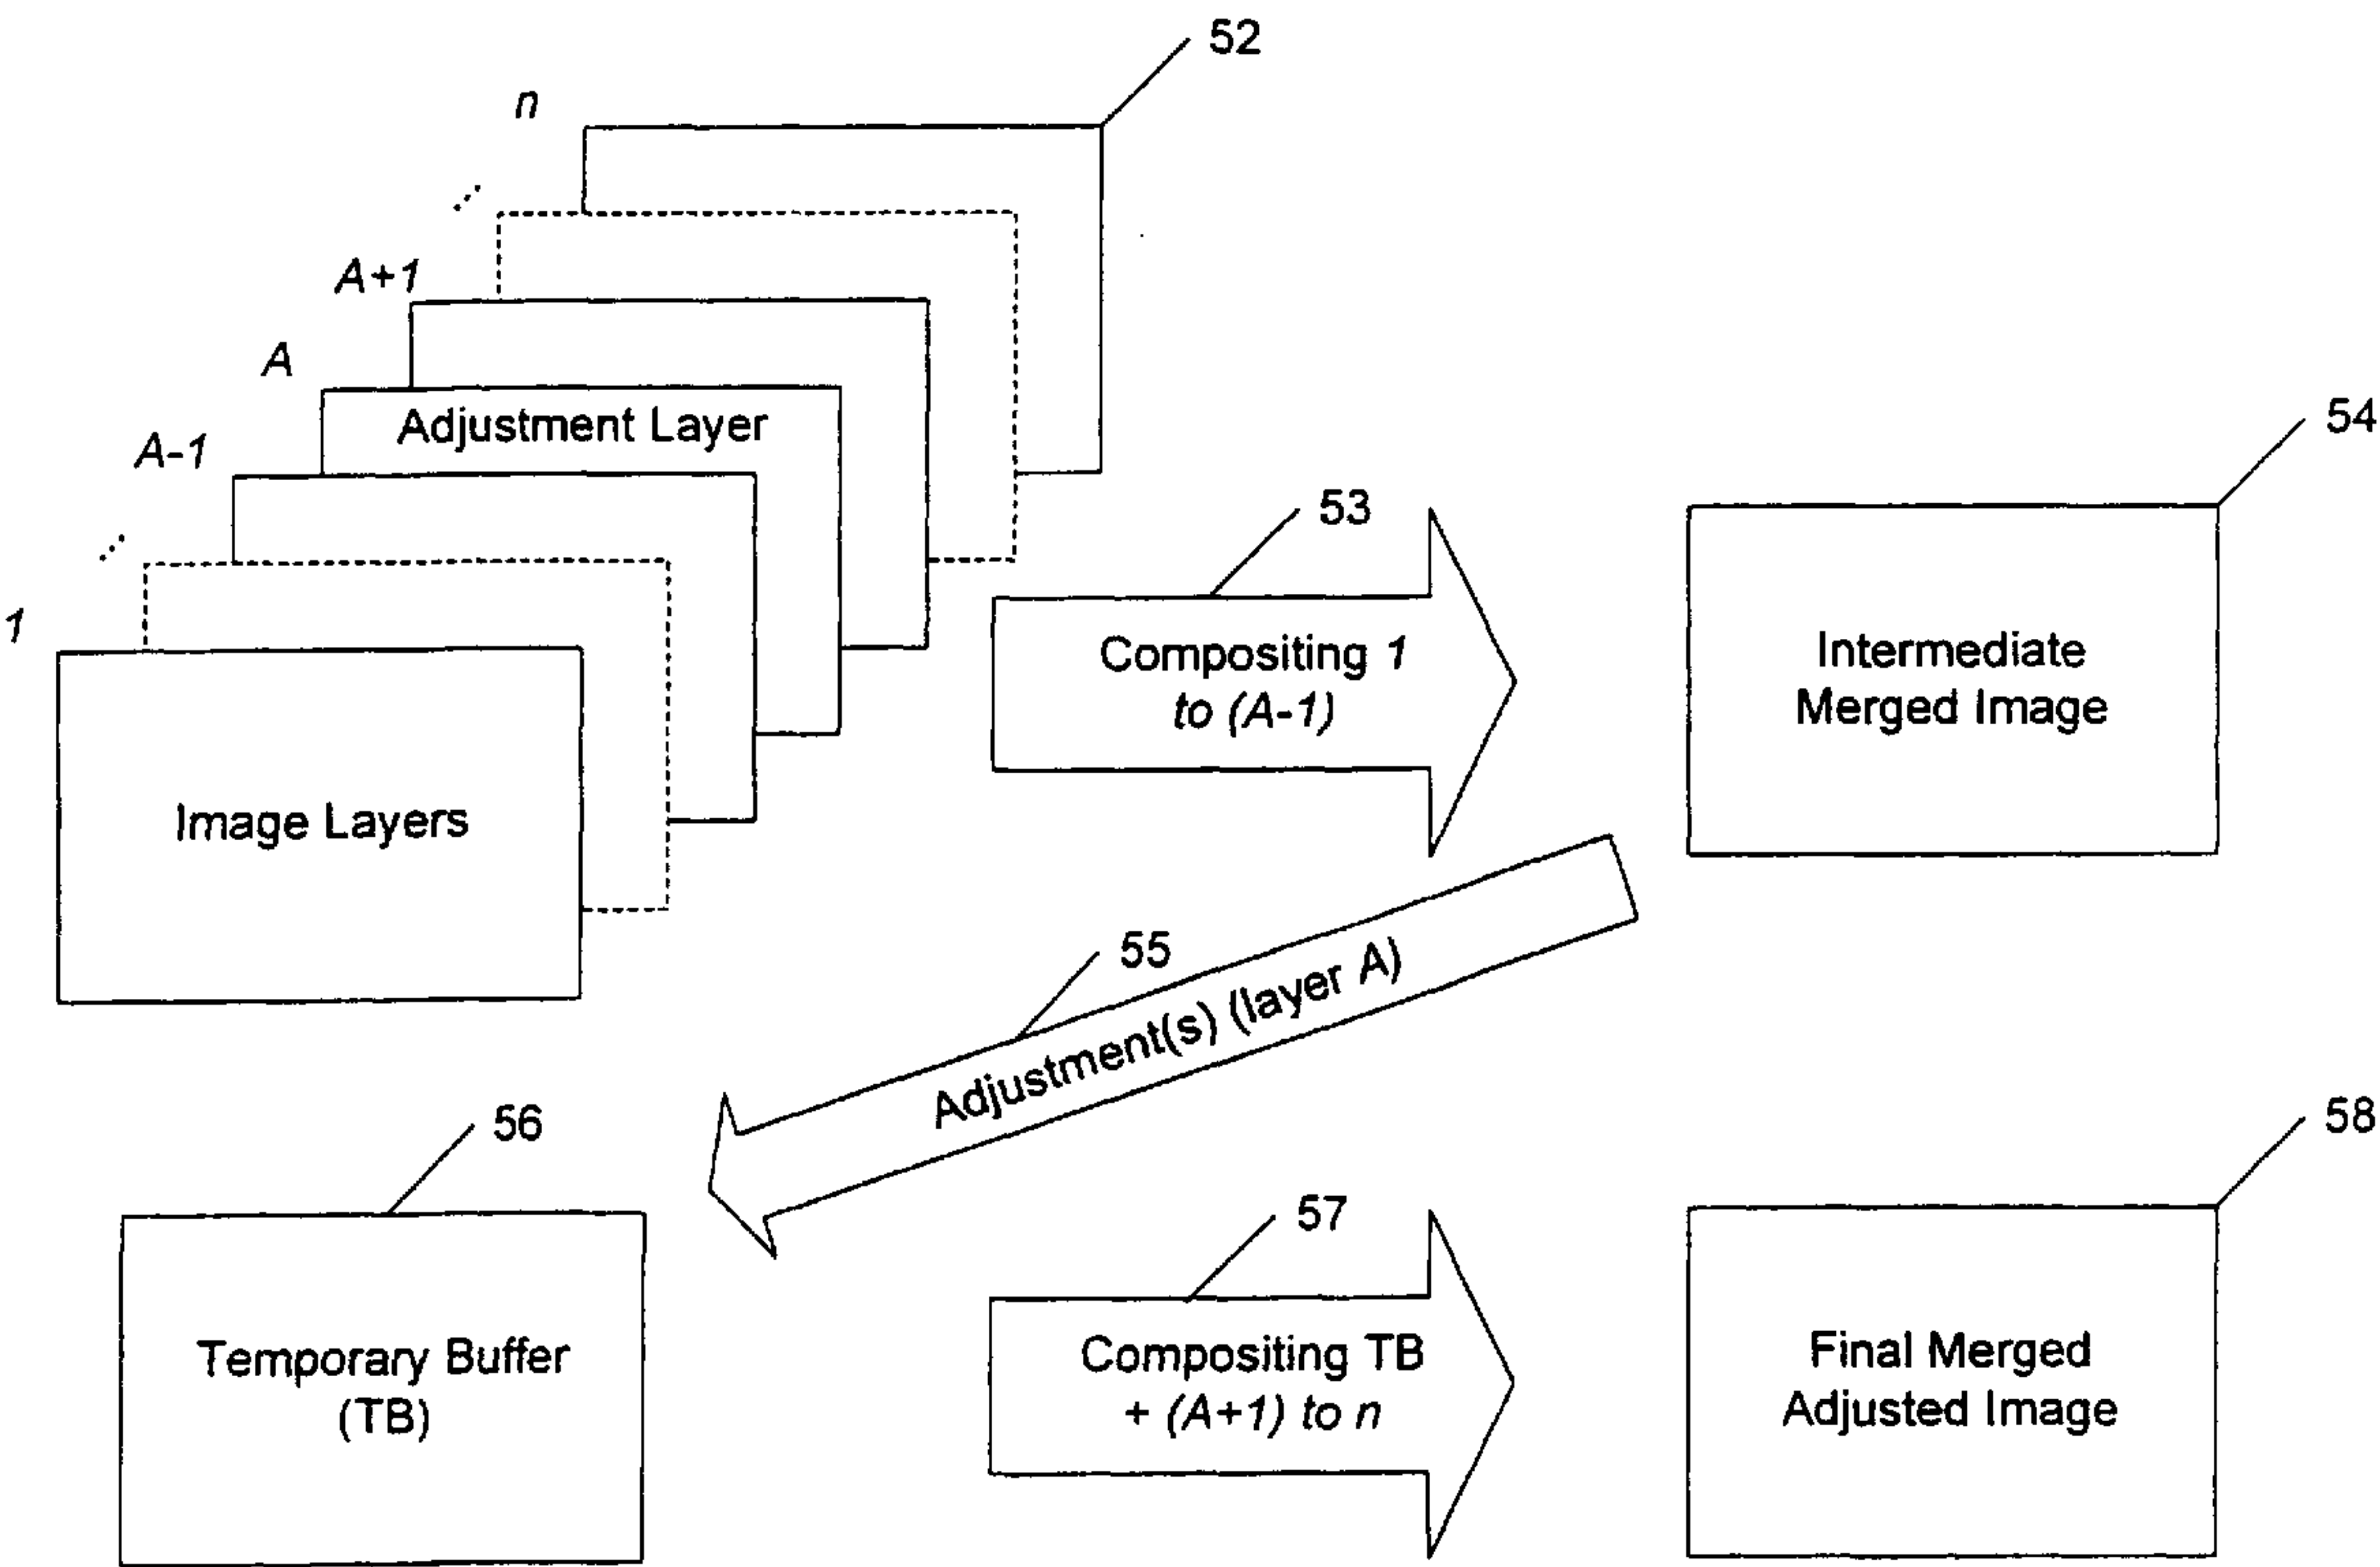 52
n
A+1
A
Adjustment Layer
A-1
54
53
1
Compositing 1
to (A-1)
Intermediate
Merged Image
Image Layers
55
Adjustment(s) (layer A)
56
58
57
Temporary Buffer
(TB)
Compositing TB
+ (A+1) to n
Final Merged
Adjusted Image